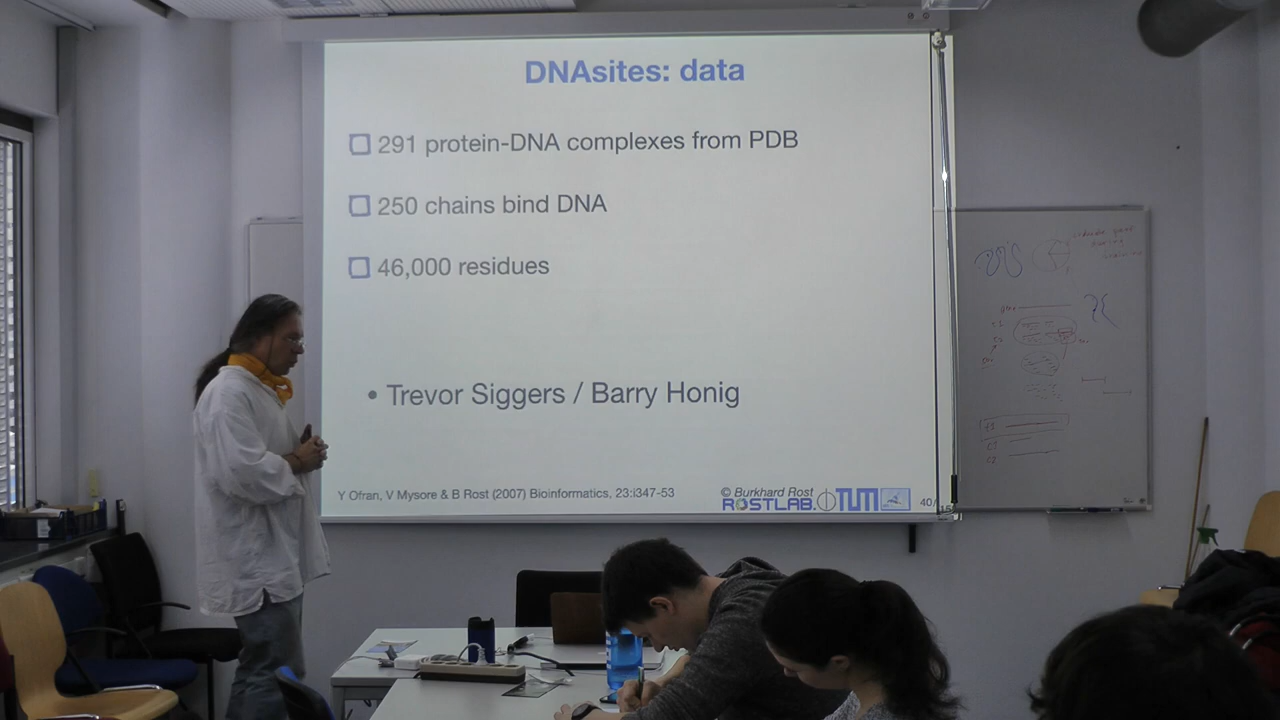 DNAsites: data
291 protein-DNA complexes from PDB
250 chains bind DNA
46,000 residues
• Trevor Siggers / Barry Honig
Y Ofran, V Mysore & B Rost (2007) Bioinformatics, 23:i347-53
© Burkhard Rost
ROSTLAB.
TUM
40/